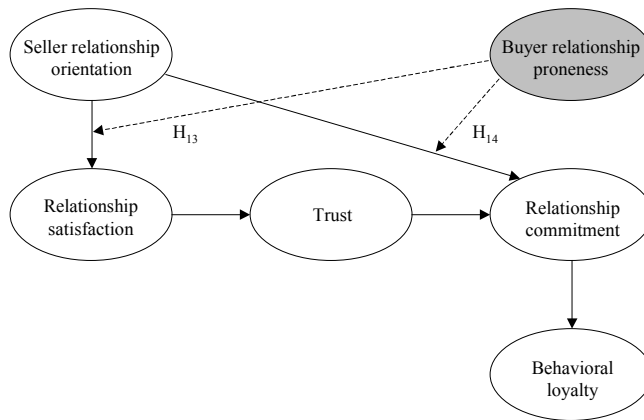 Seller relationship
orientation
Buyer relationship
proneness
H13
H14
Relationship
satisfaction
Trust
Relationship
commitment
Behavioral
loyalty